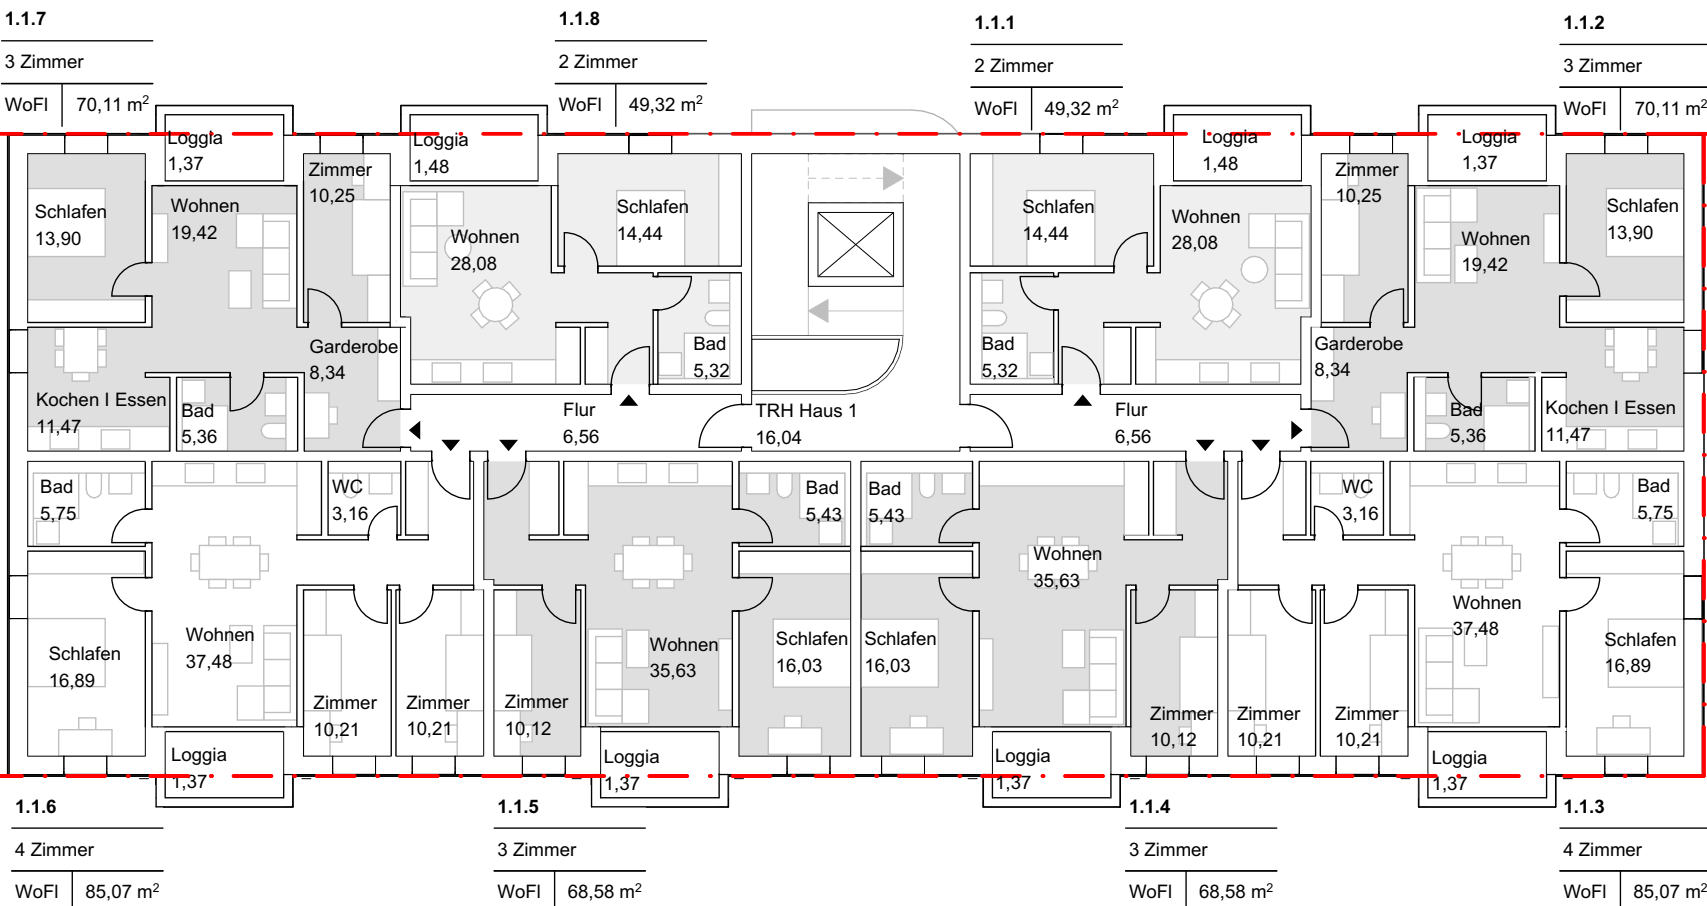 1.1.7
3 Zimmer
WoFl 70,11 m²
1.1.8
2 Zimmer
WoFl 49,32 m²
1.1.1
2 Zimmer
WoFl 49,32 m²
1.1.2
3 Zimmer
WoFl 70,11 m²
Loggia
1,37
Loggia
1,48
Loggia
1,48
Loggia
1,37
Schlafen
13,90
Wohnen
19,42
Zimmer
10,25
Wohnen
28,08
Schlafen
14,44
Schlafen
14,44
Wohnen
28,08
Zimmer
10,25
Wohnen
19,42
Schlafen
13,90
Kochen I Essen
11,47
Bad
5,36
Garderobe
8,34
Bad
5,32
Bad
5,32
Garderobe
8,34
Bad
5,36
Kochen I Essen
11,47
Flur
6,56
TRH Haus 1
16,04
Flur
6,56
Bad
5,75
WC
3,16
Bad
5,43
Bad
5,43
WC
3,16
Bad
5,75
Schlafen
16,89
Wohnen
37,48
Zimmer
10,21
Zimmer
10,21
Zimmer
10,12
Wohnen
35,63
Schlafen
16,03
Schlafen
16,03
Wohnen
35,63
Zimmer
10,12
Zimmer
10,21
Zimmer
10,21
Wohnen
37,48
Schlafen
16,89
Loggia
1,37
Loggia
1,37
Loggia
1,37
Loggia
1,37
1.1.6
4 Zimmer
WoFl 85,07 m²
1.1.5
3 Zimmer
WoFl 68,58 m²
1.1.4
3 Zimmer
WoFl 68,58 m²
1.1.3
4 Zimmer
WoFl 85,07 m²